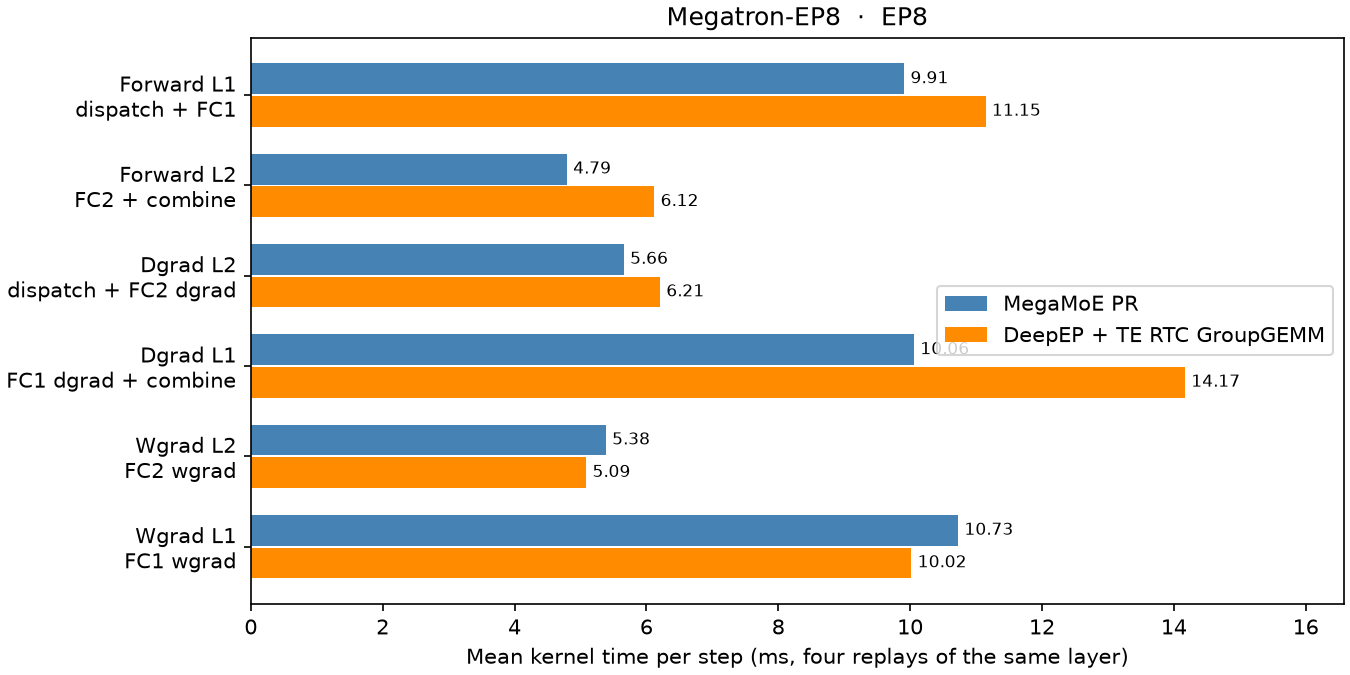 Megatron-EP8 · EP8
Forward L1
dispatch + FC1
9.91
11.15
Forward L2
FC2 + combine
4.79
6.12
Dgrad L2
dispatch + FC2 dgrad
5.66
6.21
MegaMoE PR
DeepEP + TE RTC GroupGEMM
Dgrad L1
FC1 dgrad + combine
10.06
14.17
Wgrad L2
FC2 wgrad
5.38
5.09
Wgrad L1
FC1 wgrad
10.73
10.02
0 2 4 6 8 10 12 14 16
Mean kernel time per step (ms, four replays of the same layer)